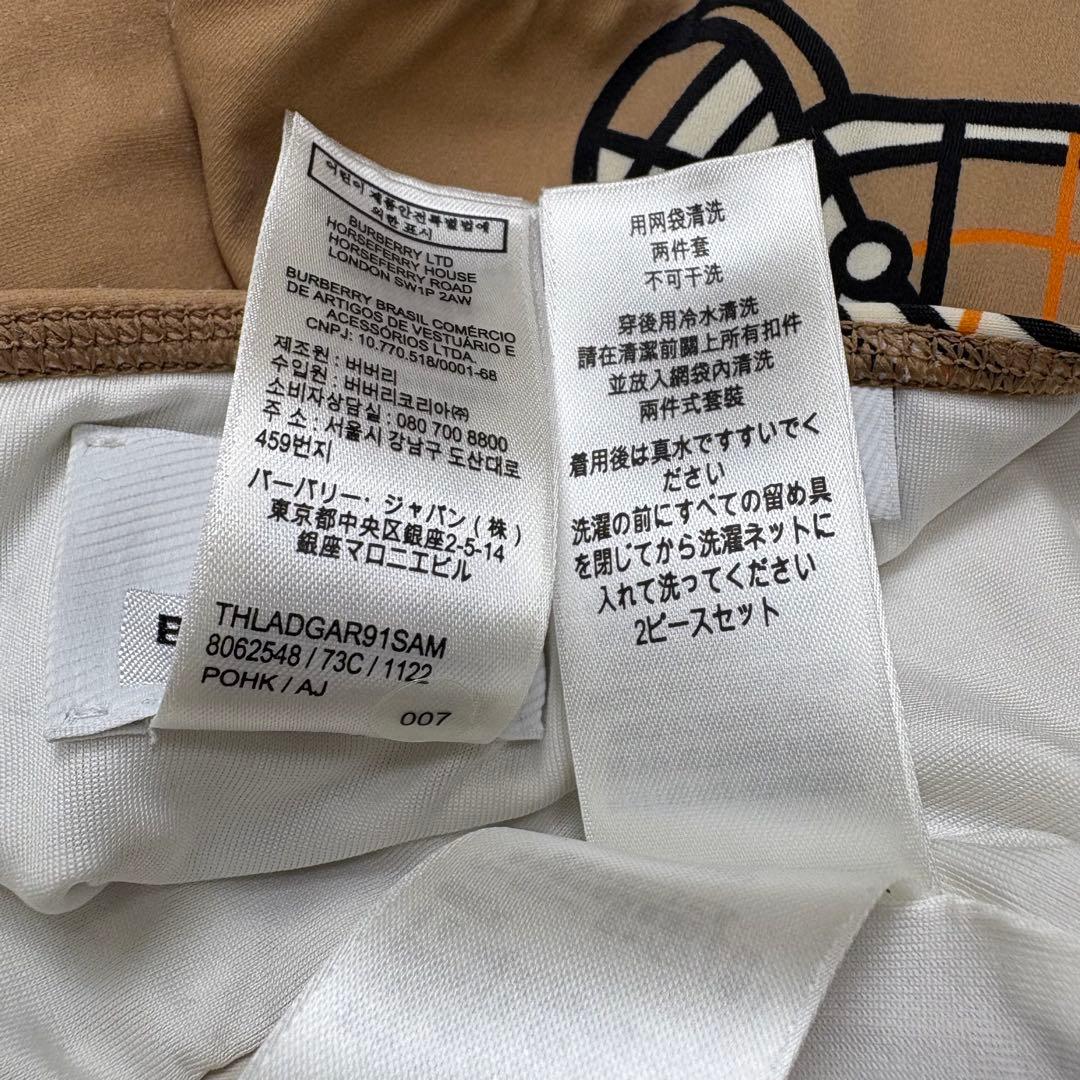 어린이 제품안전특별법에
의한 표시
BURBERRY LTD
HORSEFERRY HOUSE
HORSEFERRY ROAD
LONDON SW1P 2AW
BURBERRY BRASIL COMÉRCIO
DE ARTIGOS DE VESTUÁRIO E
ACESSÓRIOS LTDA.
CNPJ: 10.770.518/0001-68
제조원 : 버버리
수입원 : 버버리코리아㈜
소비자상담실 : 080 700 8800
주 소 : 서울시 강남구 도산대로
459번지
バーバリー・ジャパン(株)
東京都中央区銀座2-5-14
銀座マロニエビル
THLADGAR91SAM
8062548 / 73C / 1122
POHK / AJ
007
用网袋清洗
两件套
不可干洗
穿後用冷水清洗
請在清潔前關上所有扣件
並放入網袋內清洗
兩件式套裝
着用後は真水ですすいでく
ださい
洗濯の前にすべての留め具
を閉じてから洗濯ネットに
入れて洗ってください
2ピースセット